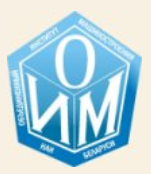 ОБЪЕДИНЕННЫЙ
ИНСТИТУТ
МАШИНОСТРОЕНИЯ
О
И М
НАН
БЕЛАРУСИ